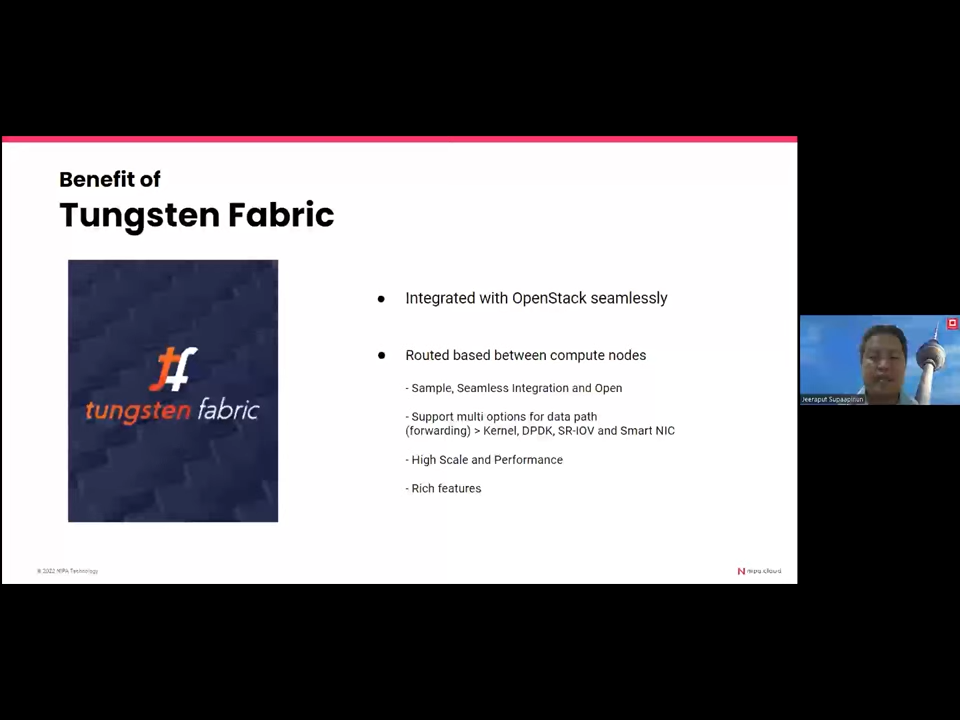 Benefit of
Tungsten Fabric
tf
tungsten fabric
● Integrated with OpenStack seamlessly
● Routed based between compute nodes
- Sample, Seamless Integration and Open
- Support multi options for data path
(forwarding) > Kernel, DPDK, SR-IOV and Smart NIC
- High Scale and Performance
- Rich features
© 2022 NIPA Technology
N nipa.cloud